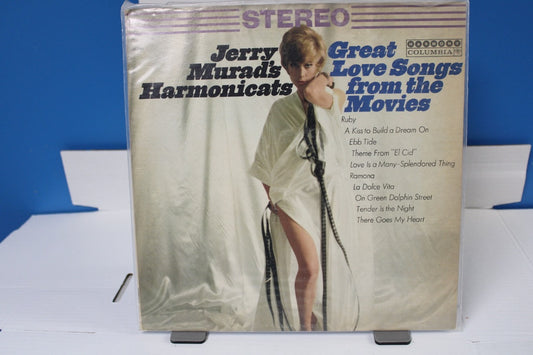 STEREO
Jerry
Murad's
Harmonicats
Great
Love Songs
from the
Movies
HARMONY
COLUMBIA
Ruby
A Kiss to Build a Dream On
Ebb Tide
Theme From "El Cid"
Love Is a Many-Splendored Thing
Ramona
La Dolce Vita
On Green Dolphin Street
Tender Is the Night
There Goes My Heart